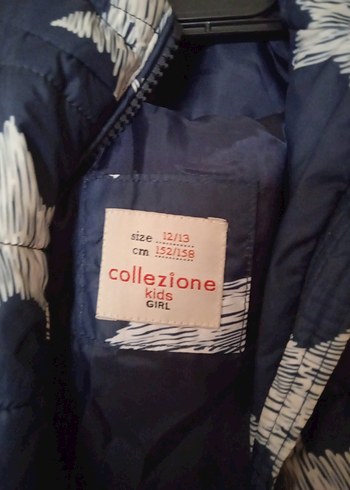 size 12/13
cm 152/158
collezione
kids
GIRL